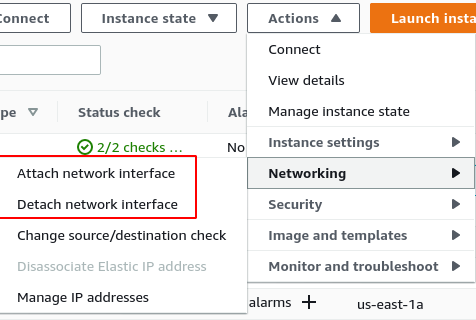 Connect Instance state Actions Launch insta
Connect
View details
pe Status check Ala Manage instance state
2/2 checks … No Instance settings
Attach network interface Networking
Detach network interface Security
Change source/destination check Image and templates
Disassociate Elastic IP address Monitor and troubleshoot
Manage IP addresses alarms + us-east-1a